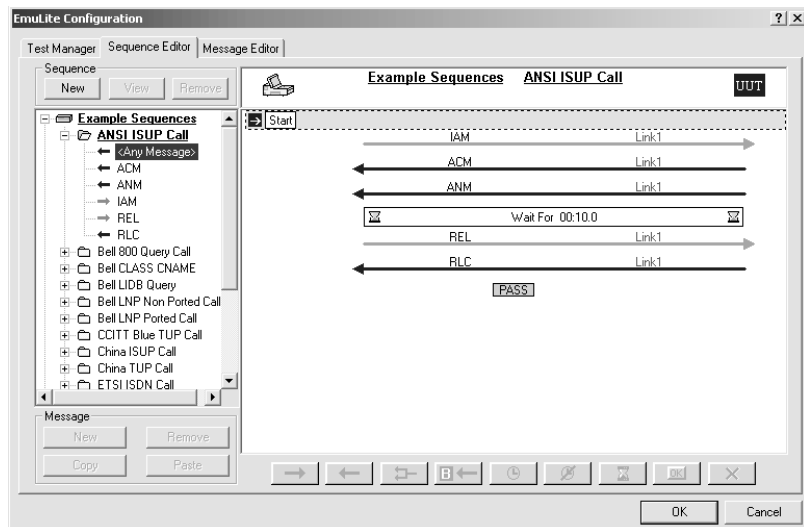 EmuLite Configuration
Test Manager Sequence Editor Message Editor
Sequence
New View Remove
Example Sequences
ANSI ISUP Call
<Any Message>
ACM
ANM
IAM
REL
RLC
Bell 800 Query Call
Bell CLASS CNAME
Bell LIDB Query
Bell LNP Non Ported Call
Bell LNP Ported Call
CCITT Blue TUP Call
China ISUP Call
China TUP Call
ETSI ISDN Call
Message
New Remove
Copy Paste
Example Sequences ANSI ISUP Call UUT
Start
IAM Link1
ACM Link1
ANM Link1
Wait For 00:10.0
REL Link1
RLC Link1
PASS
B
OK
OK Cancel